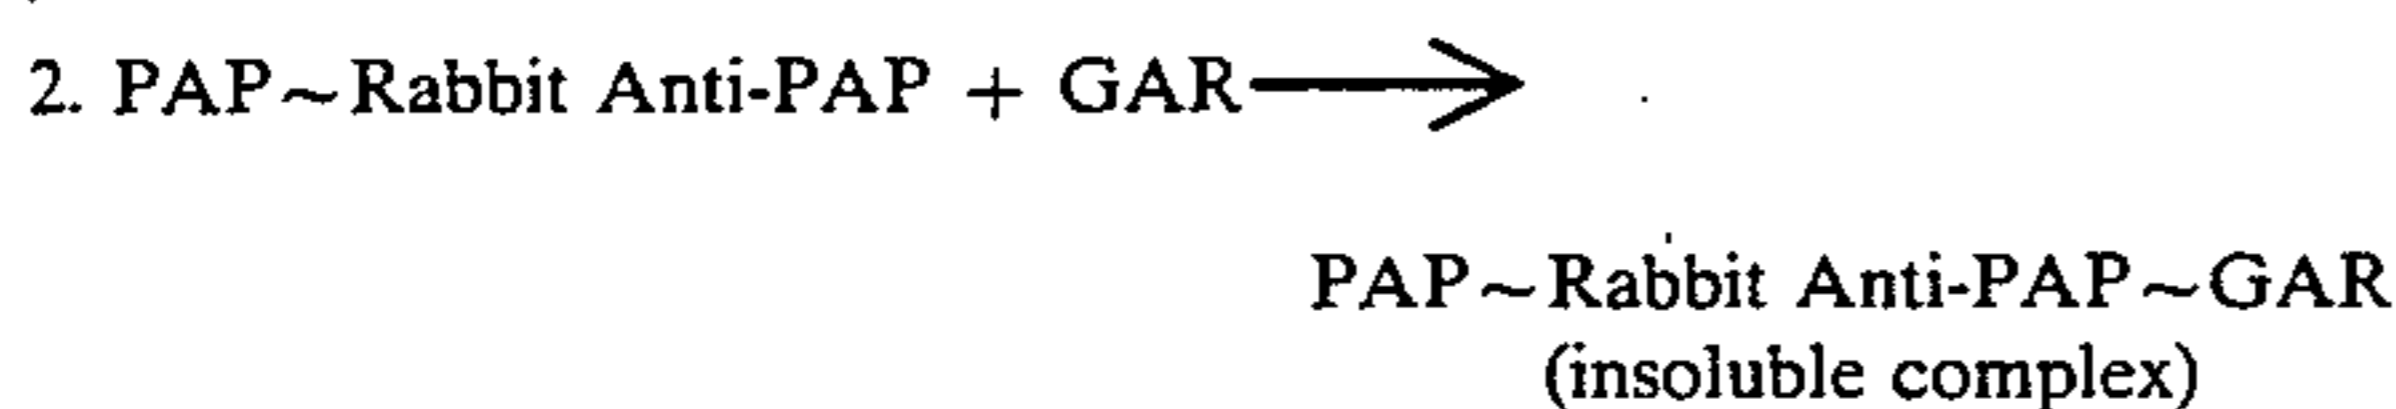 2. PAP~Rabbit Anti-PAP + GAR⟶
PAP~Rabbit Anti-PAP~GAR
(insoluble complex)